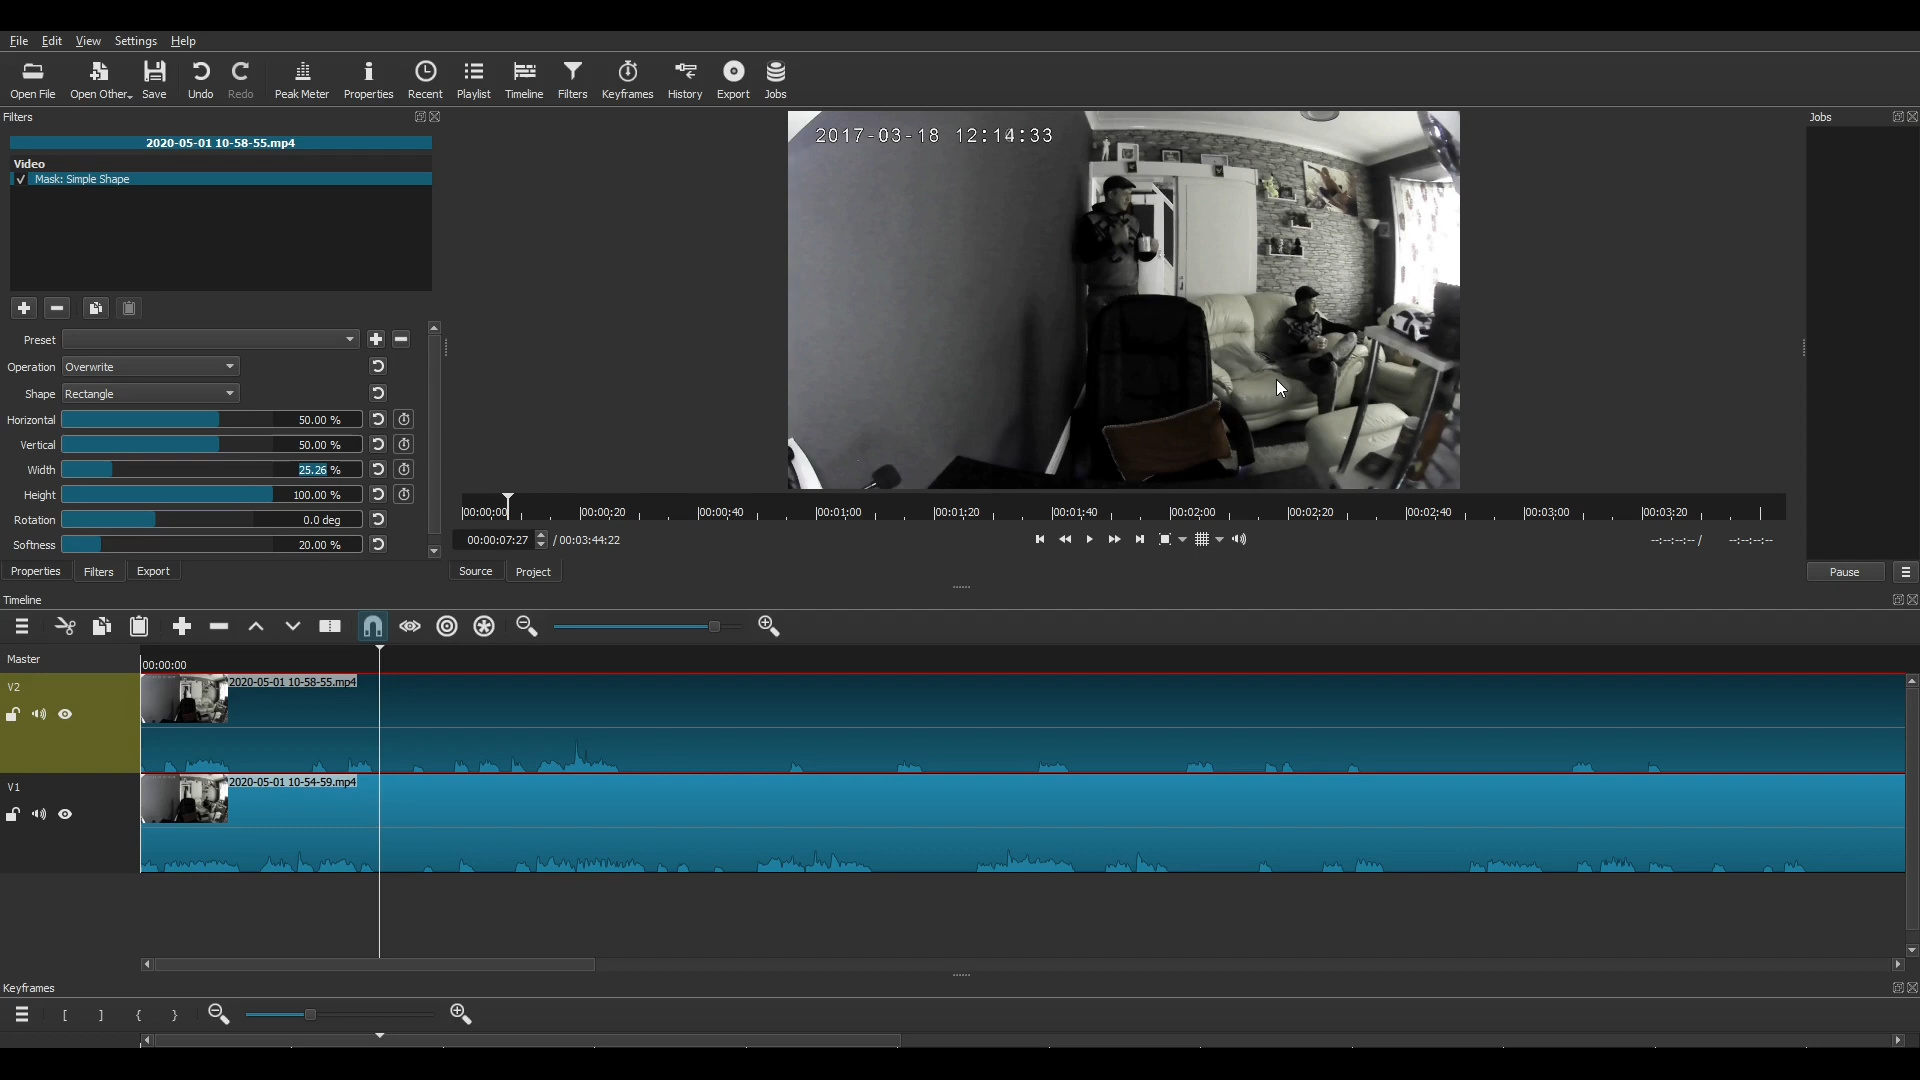 File Edit View Settings Help
Open File Open Other Save Undo Redo Peak Meter Properties Recent Playlist Timeline Filters Keyframes History Export Jobs
Filters
2020-05-01 10-58-55.mp4
Video
Mask: Simple Shape
Preset
Operation Overwrite
Shape Rectangle
Horizontal 50.00 %
Vertical 50.00 %
Width 25.26 %
Height 100.00 %
Rotation 0.0 deg
Softness 20.00 %
Properties Filters Export
2017-03-18 12:14:33
00:00:00 00:00:20 00:00:40 00:01:00 00:01:20 00:01:40 00:02:00 00:02:20 00:02:40 00:03:00 00:03:20
00:00:07:27 / 00:03:44:22
--:--:--:-- / --:--:--:--
Source Project
Jobs
Pause
Timeline
Master
00:00:00
V2
2020-05-01 10-58-55.mp4
V1
2020-05-01 10-54-59.mp4
Keyframes
[ ] { }